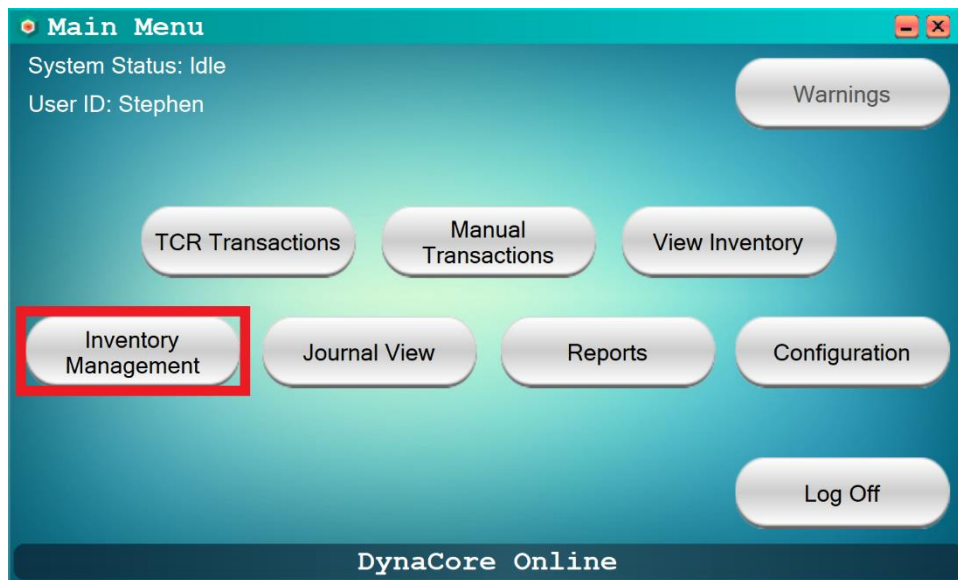 Main Menu
System Status: Idle
User ID: Stephen
Warnings
TCR Transactions
Manual
Transactions
View Inventory
Inventory
Management
Journal View
Reports
Configuration
Log Off
DynaCore Online